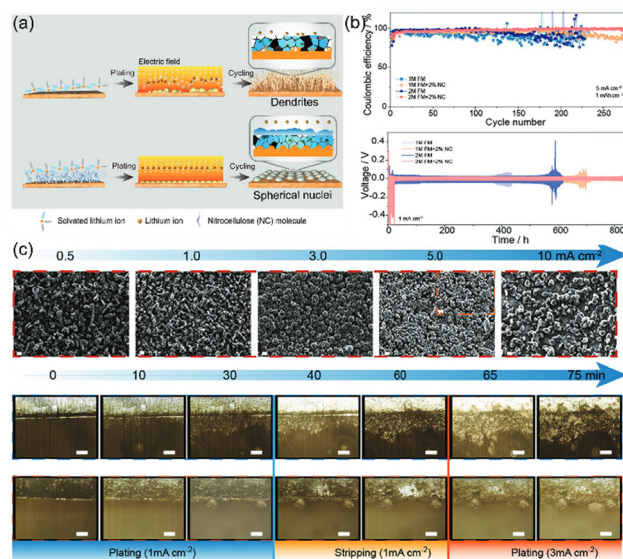 (a)
Electric field
Plating
Cycling
Dendrites
Plating
Cycling
Spherical nuclei
Solvated lithium ion
Lithium ion
Nitrocellulose (NC) molecule
(b)
Coulombic efficiency / %
100
80
60
40
20
0
1M FM
1M FM+2% NC
2M FM
2M FM+2% NC
5 mA cm-2
1 mAh cm-2
0 50 100 150 200 250
Cycle number
Voltage / V
0.4
0.2
0.0
-0.2
-0.4
1M FM
1M FM+2% NC
2M FM
2M FM+2% NC
1 mA cm-2
0 200 400 600 800
Time / h
(c)
0.5 1.0 3.0 5.0 10 mA cm-2
0 10 30 40 60 65 75 min
Plating (1mA cm-2) Stripping (1mA cm-2) Plating (3mA cm-2)